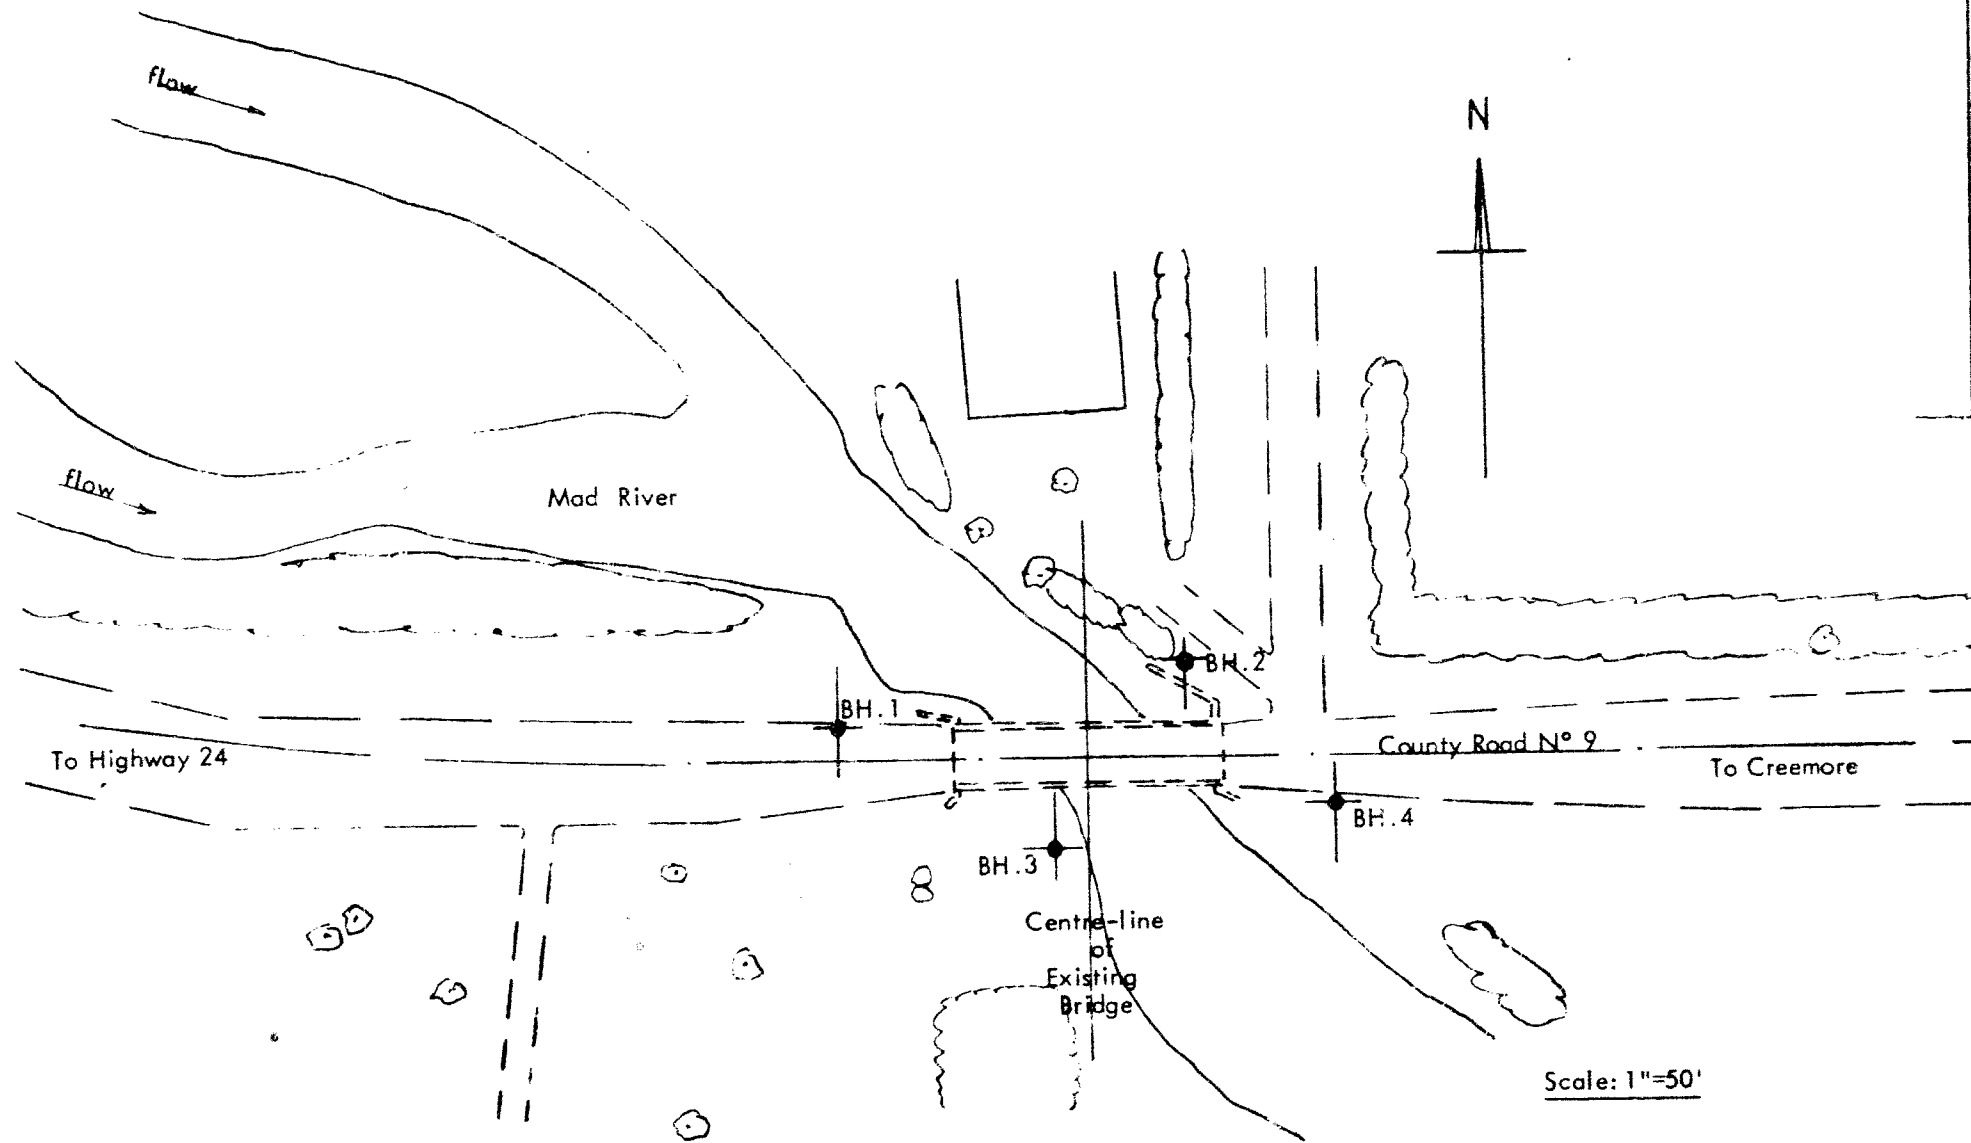 flow
N
flow
Mad River
BH.2
BH.1
To Highway 24
County Road Nº 9
To Creemore
BH.4
BH.3
Centre-line
of
Existing
Bridge
Scale: 1"=50'